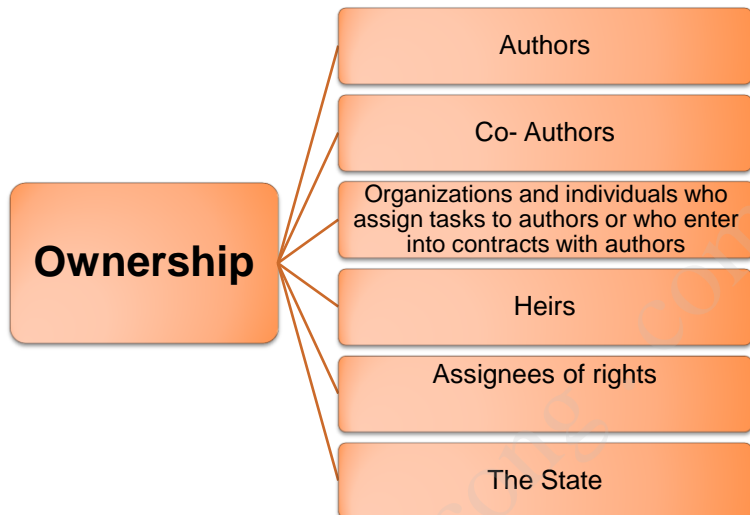 Authors
Co- Authors
Organizations and individuals who
assign tasks to authors or who enter
into contracts with authors
Ownership
Heirs
Assignees of rights
The State